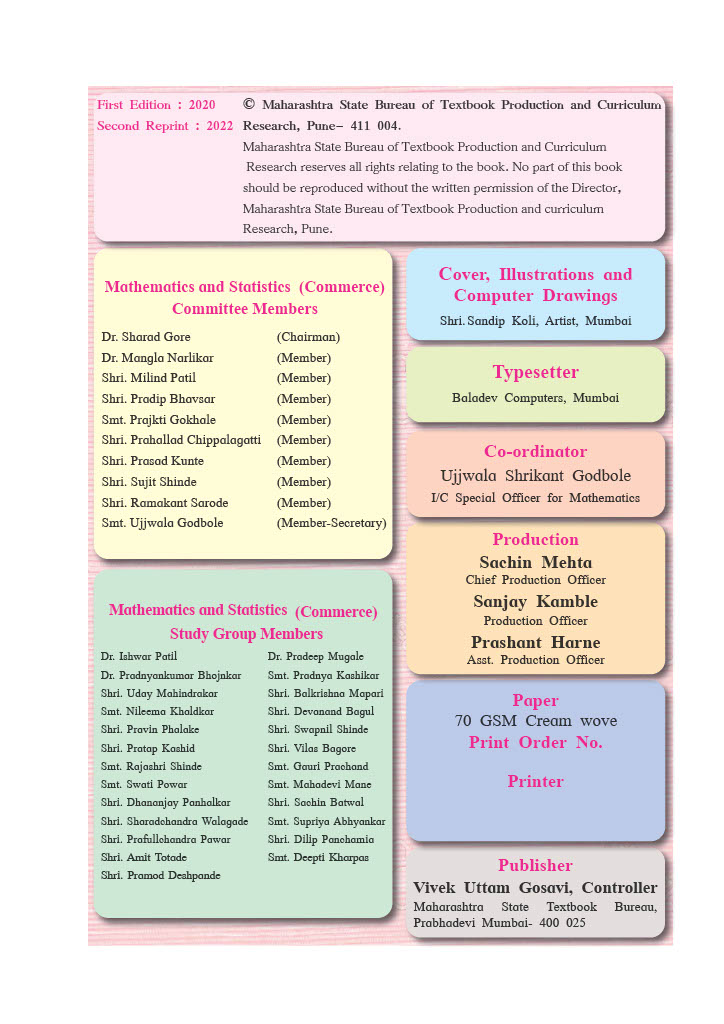 First Edition : 2020
Second Reprint : 2022
© Maharashtra State Bureau of Textbook Production and Curriculum
Research, Pune– 411 004.
Maharashtra State Bureau of Textbook Production and Curriculum
Research reserves all rights relating to the book. No part of this book
should be reproduced without the written permission of the Director,
Maharashtra State Bureau of Textbook Production and curriculum
Research, Pune.
Mathematics and Statistics (Commerce)
Committee Members
Dr. Sharad Gore (Chairman)
Dr. Mangla Narlikar (Member)
Shri. Milind Patil (Member)
Shri. Pradip Bhavsar (Member)
Smt. Prajkti Gokhale (Member)
Shri. Prahallad Chippalagatti (Member)
Shri. Prasad Kunte (Member)
Shri. Sujit Shinde (Member)
Shri. Ramakant Sarode (Member)
Smt. Ujjwala Godbole (Member-Secretary)
Mathematics and Statistics (Commerce)
Study Group Members
Dr. Ishwar Patil Dr. Pradeep Mugale
Dr. Pradnyankumar Bhojnkar Smt. Pradnya Kashikar
Shri. Uday Mahindrakar Shri. Balkrishna Mapari
Smt. Nileema Khaldkar Shri. Devanand Bagul
Shri. Pravin Phalake Shri. Swapnil Shinde
Shri. Pratap Kashid Shri. Vilas Bagore
Smt. Rajashri Shinde Smt. Gauri Prachand
Smt. Swati Powar Smt. Mahadevi Mane
Shri. Dhananjay Panhalkar Shri. Sachin Batwal
Shri. Sharadchandra Walagade Smt. Supriya Abhyankar
Shri. Prafullchandra Pawar Shri. Dilip Panchamia
Shri. Amit Totade Smt. Deepti Kharpas
Shri. Pramod Deshpande
Cover, Illustrations and
Computer Drawings
Shri. Sandip Koli, Artist, Mumbai
Typesetter
Baladev Computers, Mumbai
Co-ordinator
Ujjwala Shrikant Godbole
I/C Special Officer for Mathematics
Production
Sachin Mehta
Chief Production Officer
Sanjay Kamble
Production Officer
Prashant Harne
Asst. Production Officer
Paper
70 GSM Cream wove
Print Order No.
Printer
Publisher
Vivek Uttam Gosavi, Controller
Maharashtra State Textbook Bureau,
Prabhadevi Mumbai- 400 025